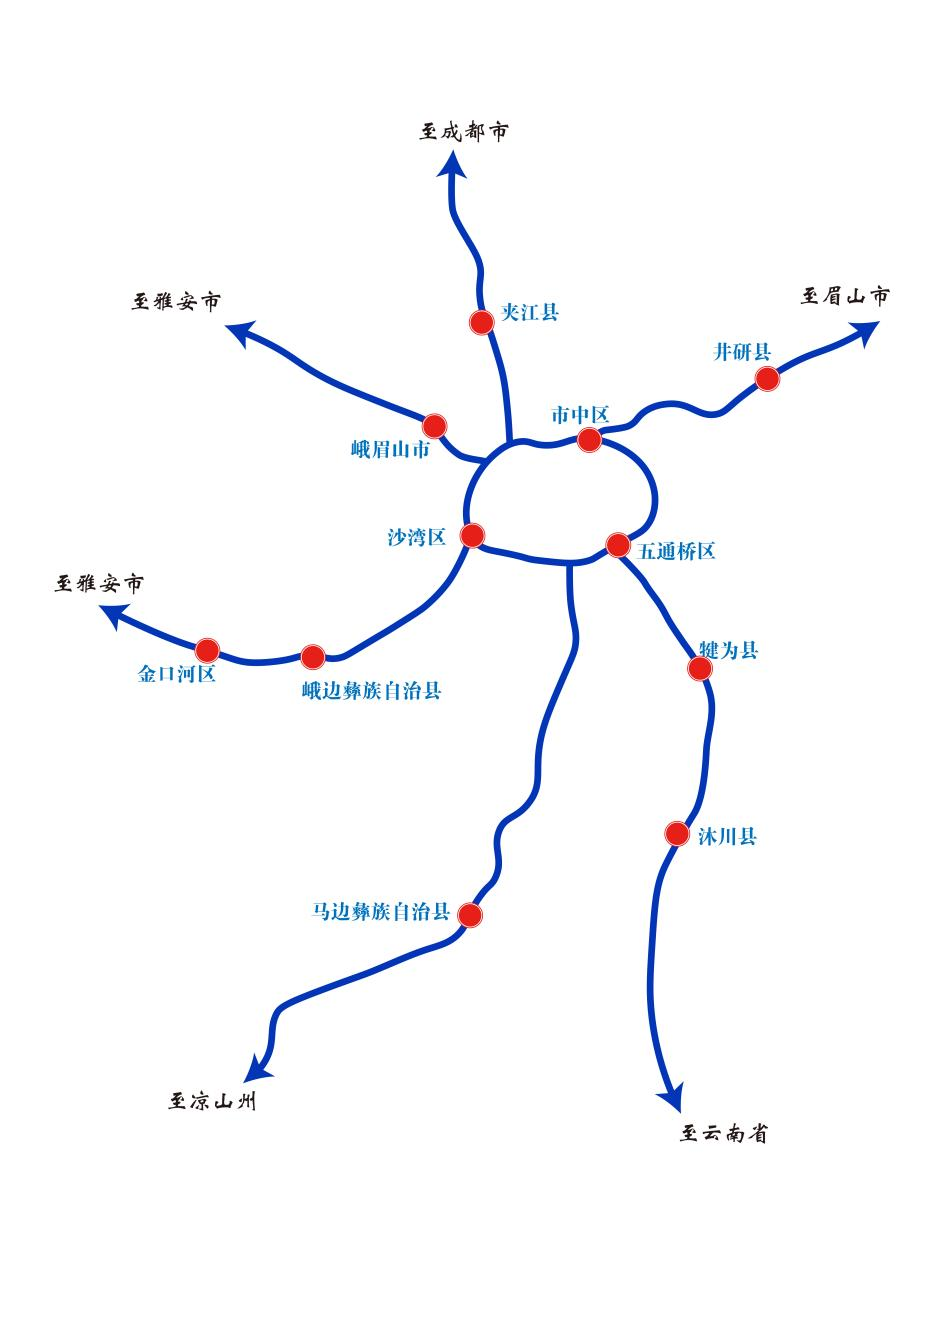 至成都市
至雅安市
至眉山市
夹江县
井研县
市中区
峨眉山市
沙湾区
五通桥区
至雅安市
犍为县
金口河区
峨边彝族自治县
沐川县
马边彝族自治县
至凉山州
至云南省